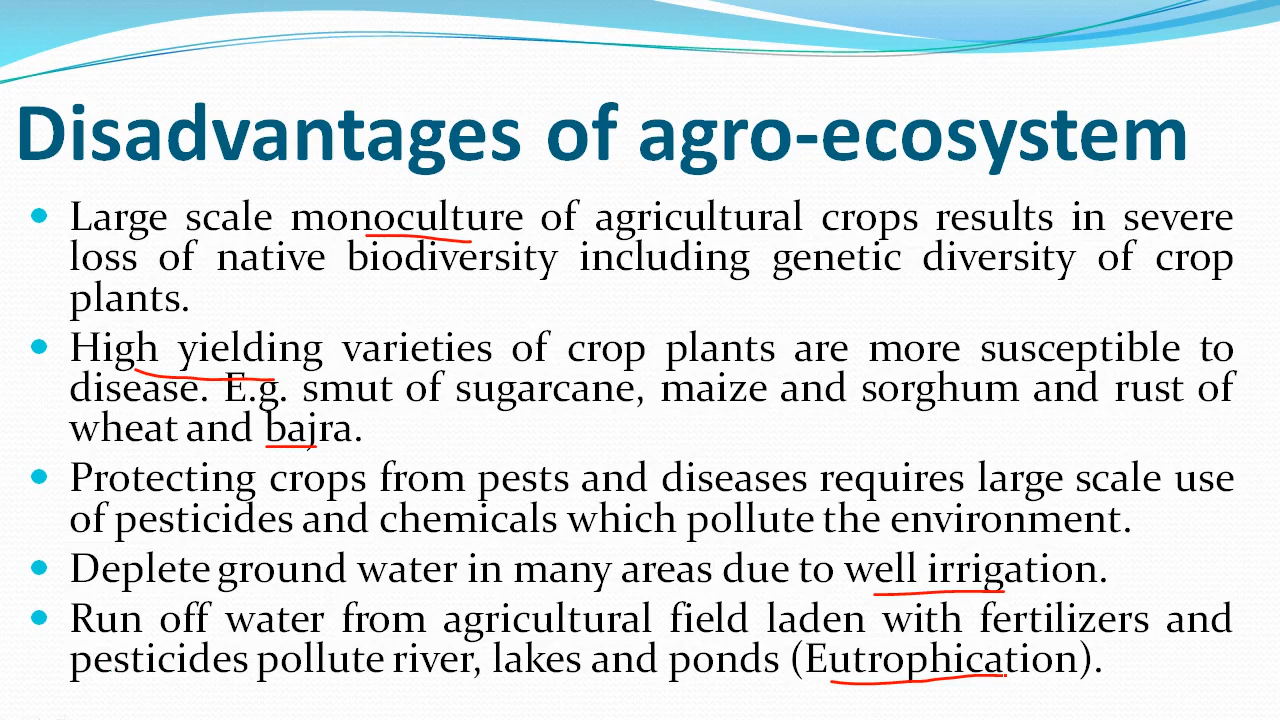 Disadvantages of agro-ecosystem
• Large scale monoculture of agricultural crops results in severe
loss of native biodiversity including genetic diversity of crop
plants.
• High yielding varieties of crop plants are more susceptible to
disease. E.g. smut of sugarcane, maize and sorghum and rust of
wheat and bajra.
• Protecting crops from pests and diseases requires large scale use
of pesticides and chemicals which pollute the environment.
• Deplete ground water in many areas due to well irrigation.
• Run off water from agricultural field laden with fertilizers and
pesticides pollute river, lakes and ponds (Eutrophication).